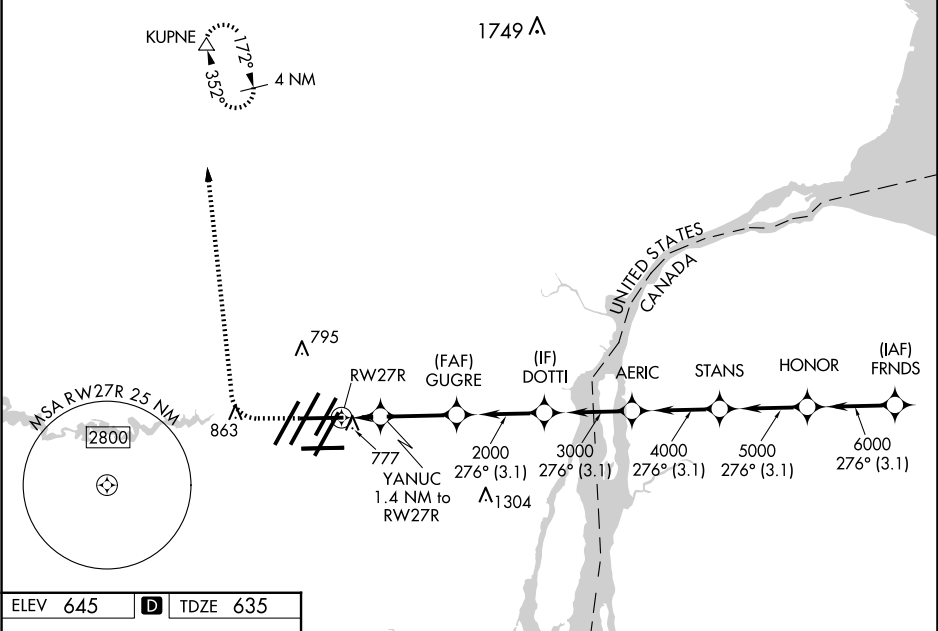 1749
KUPNE
172°
352°
4 NM
UNITED STATES
CANADA
795
RW27R
(FAF)
GUGRE
(IF)
DOTTI
AERIC
STANS
HONOR
(IAF)
FRNDS
MSA RW27R 25 NM
2800
863
777
YANUC
1.4 NM to
RW27R
2000
276° (3.1)
1304
3000
276° (3.1)
4000
276° (3.1)
5000
276° (3.1)
6000
276° (3.1)
ELEV 645 D TDZE 635